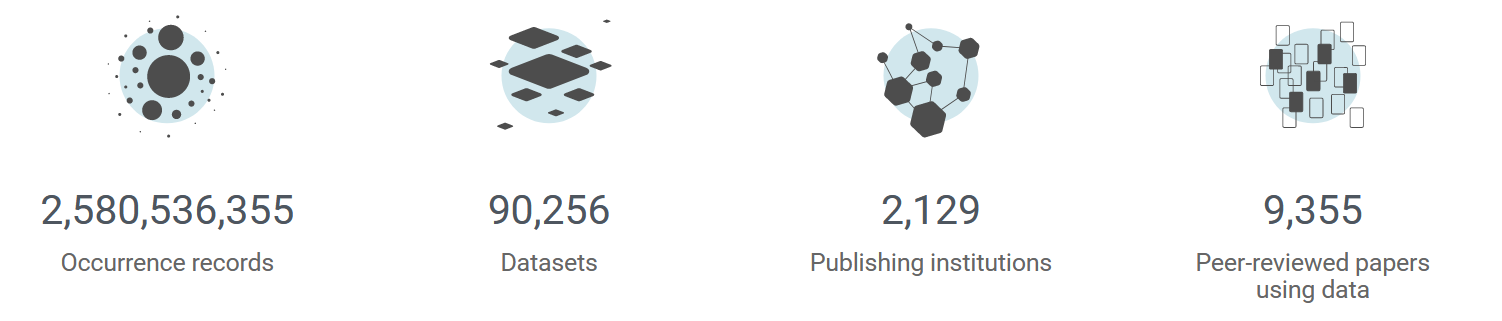 2,580,536,355
Occurrence records
90,256
Datasets
2,129
Publishing institutions
9,355
Peer-reviewed papers
using data